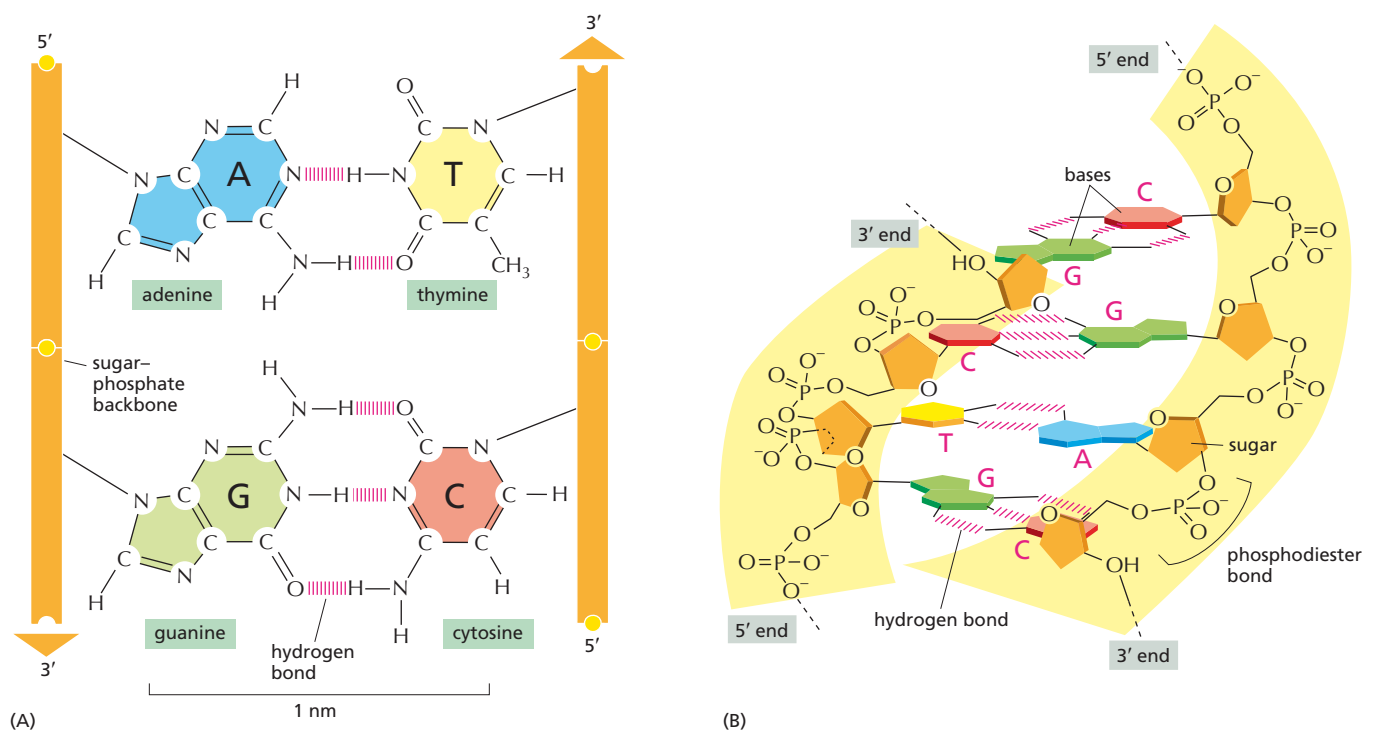 5′
3′
H
O
N C
C N
A
T
N C
N H N
C H
C
C C
C C
N
N H O
CH3
H
H
adenine
thymine
sugar–
phosphate
backbone
H
N H O
N C
C N
G
C
N C
N H N
C H
C
C C
C C
N
H
O H N
H
H
guanine
cytosine
hydrogen
bond
3′
5′
1 nm
(A)
5′ end
−O O−
P
O O
bases
C
O
O
3′ end
P O
O−
HO
G
O
O−
O
G
O P O
O
C
O
O−
O
O P O
P O
O−
O
O
T
A
O
sugar
O P
−O O
O
G
O
O
O P O−
O
O
C
O
OH
phosphodiester
bond
O P O−
O−
hydrogen bond
5′ end
3′ end
(B)